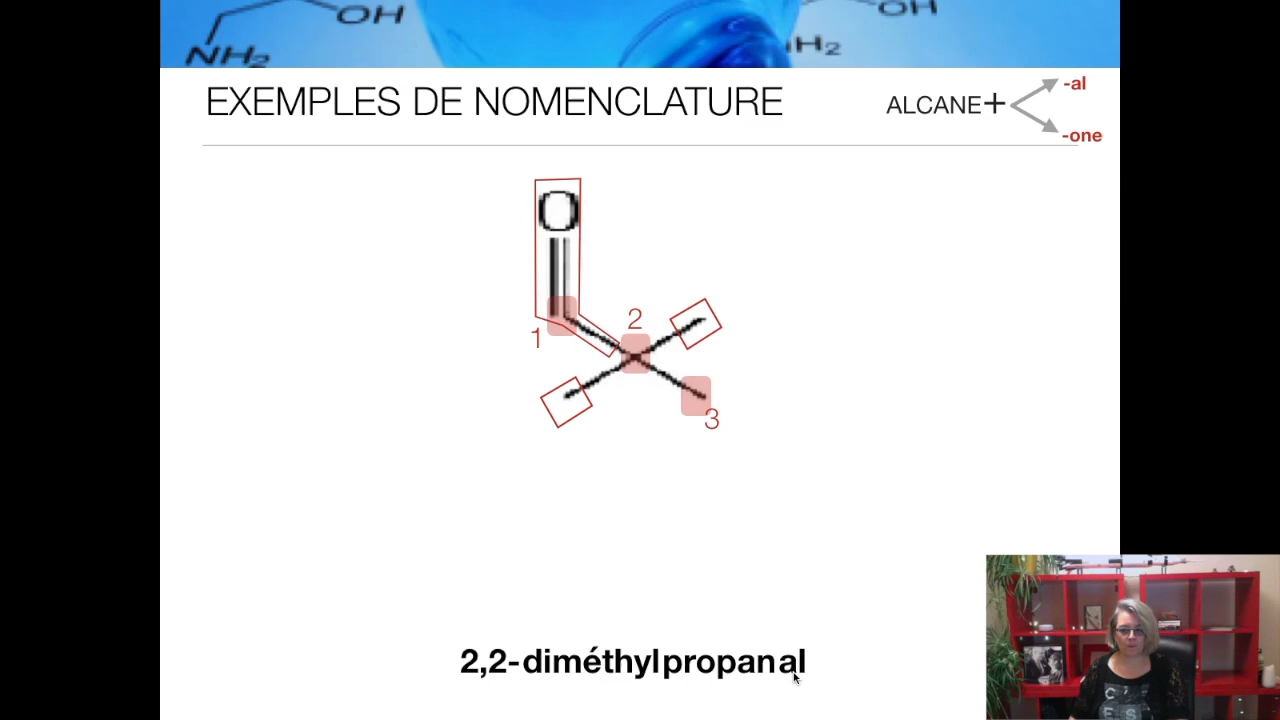 OH
OH
NH2
H2
EXEMPLES DE NOMENCLATURE
ALCANE+
-al
-one
O
1
2
3
2,2-diméthylpropanal